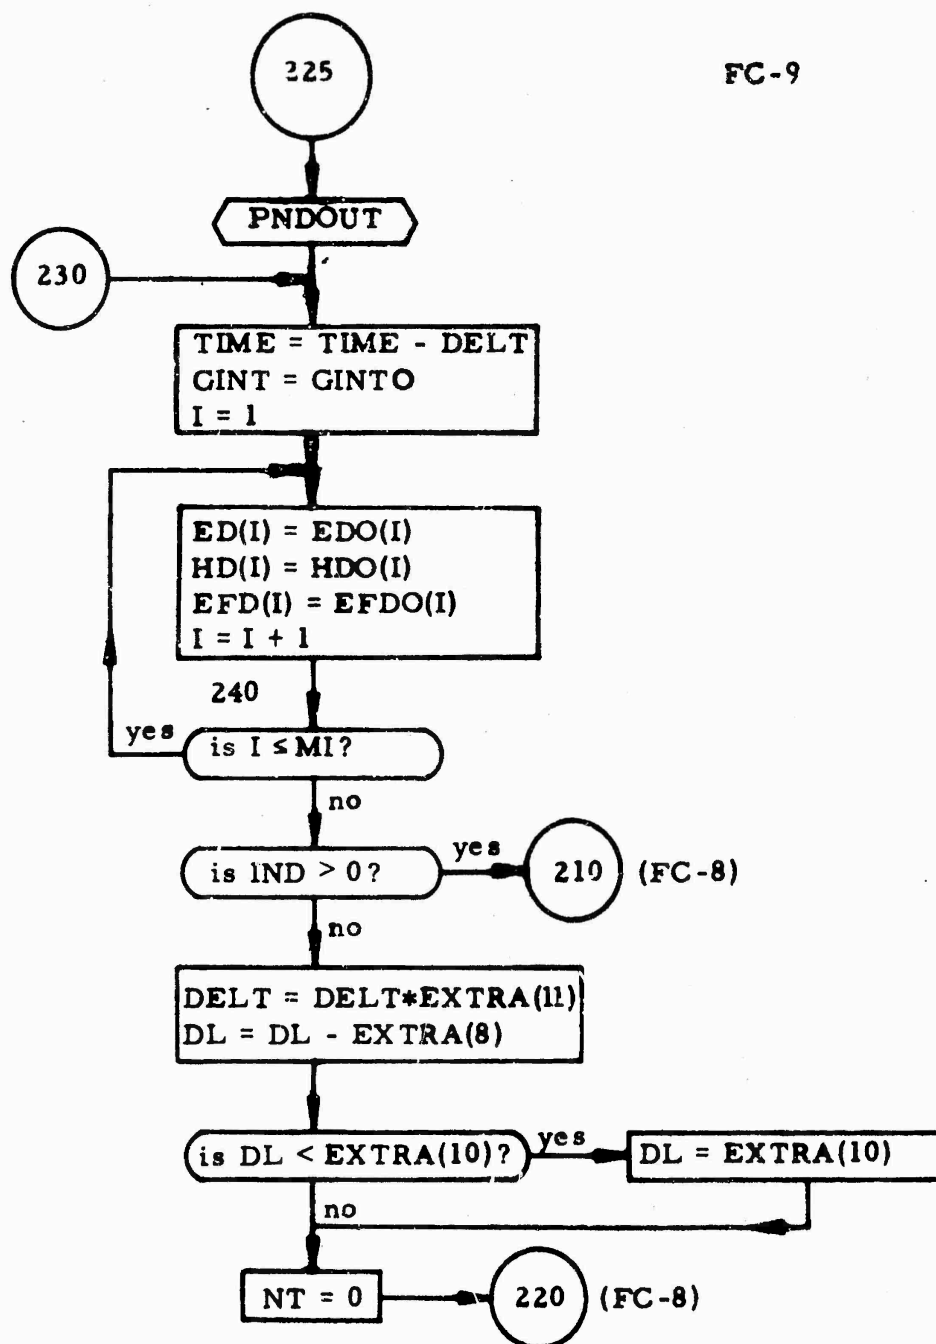 225
FC-9
PNDOUT
230
TIME = TIME - DELT
GINT = GINTO
I = 1
ED(I) = EDO(I)
HD(I) = HDO(I)
EFD(I) = EFDO(I)
I = I + 1
240
yes
is I ≤ MI?
no
is IND > 0?
yes
210
(FC-8)
no
DELT = DELT*EXTRA(11)
DL = DL - EXTRA(8)
is DL < EXTRA(10)?
yes
DL = EXTRA(10)
no
NT = 0
220
(FC-8)